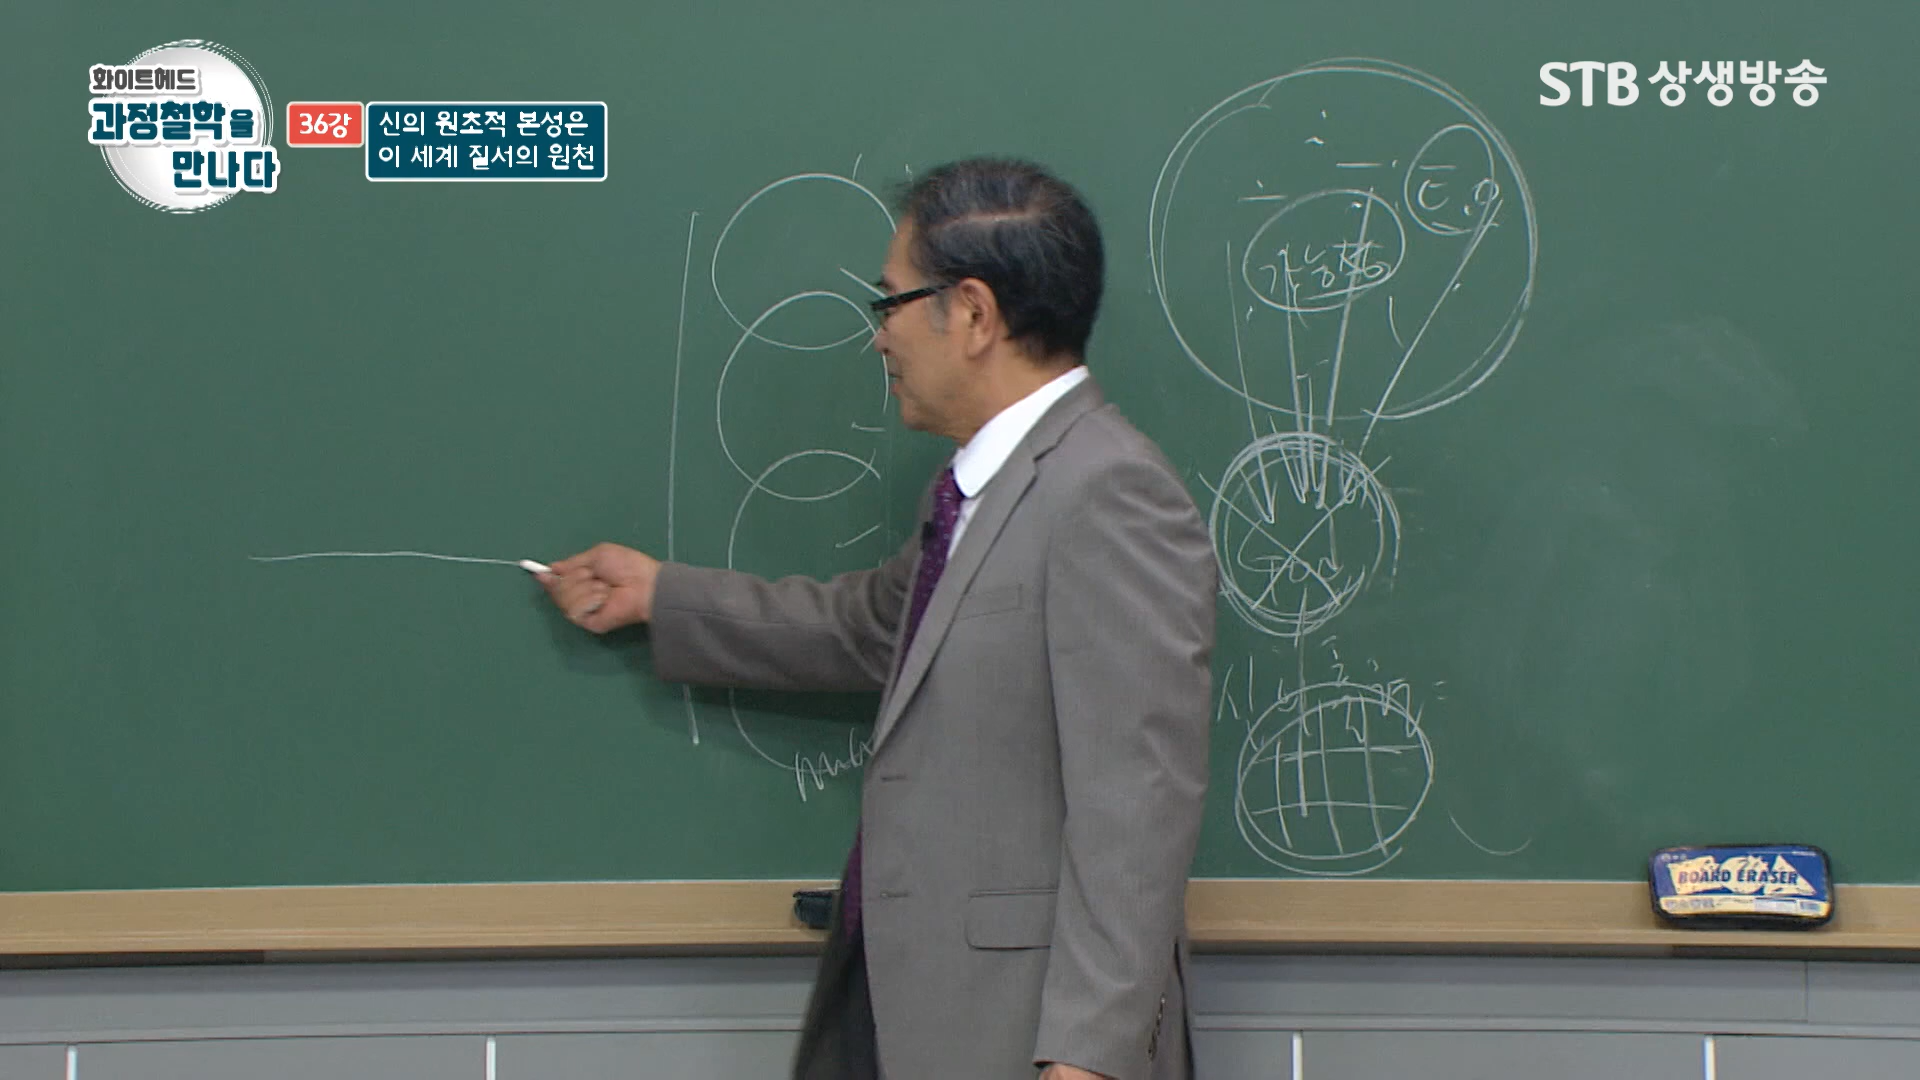 화이트헤드
과정철학을
만나다
36강
신의 원초적 본성은
이 세계 질서의 원천
STB 상생방송
E.O
가능성
God
BOARD ERASER